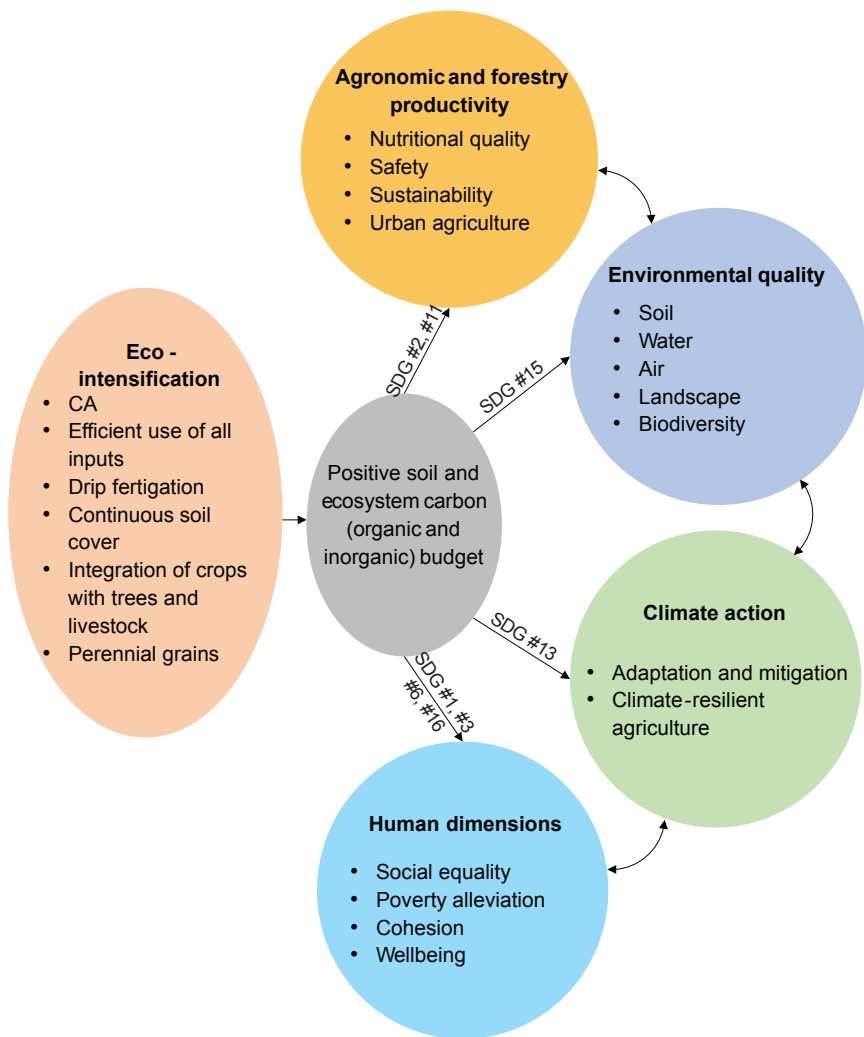 Agronomic and forestry
productivity
• Nutritional quality
• Safety
• Sustainability
• Urban agriculture
Environmental quality
• Soil
• Water
• Air
• Landscape
• Biodiversity
Eco -
intensification
• CA
• Efficient use of all
inputs
• Drip fertigation
• Continuous soil
cover
• Integration of crops
with trees and
livestock
• Perennial grains
SDG #2, #11
SDG #15
Positive soil and
ecosystem carbon
(organic and
inorganic) budget
SDG #13
SDG #1, #3
#6, #16
Climate action
• Adaptation and mitigation
• Climate-resilient
agriculture
Human dimensions
• Social equality
• Poverty alleviation
• Cohesion
• Wellbeing